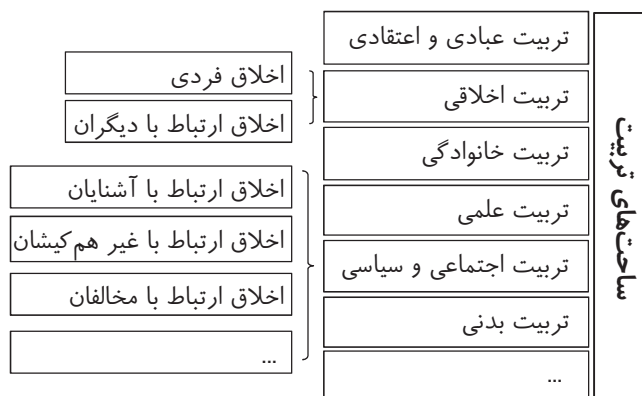 ساحت‌های تربیت
تربیت عبادی و اعتقادی
تربیت اخلاقی
تربیت خانوادگی
تربیت علمی
تربیت اجتماعی و سیاسی
تربیت بدنی
...
اخلاق فردی
اخلاق ارتباط با دیگران
اخلاق ارتباط با آشنایان
اخلاق ارتباط با غیر هم‌کیشان
اخلاق ارتباط با مخالفان
...